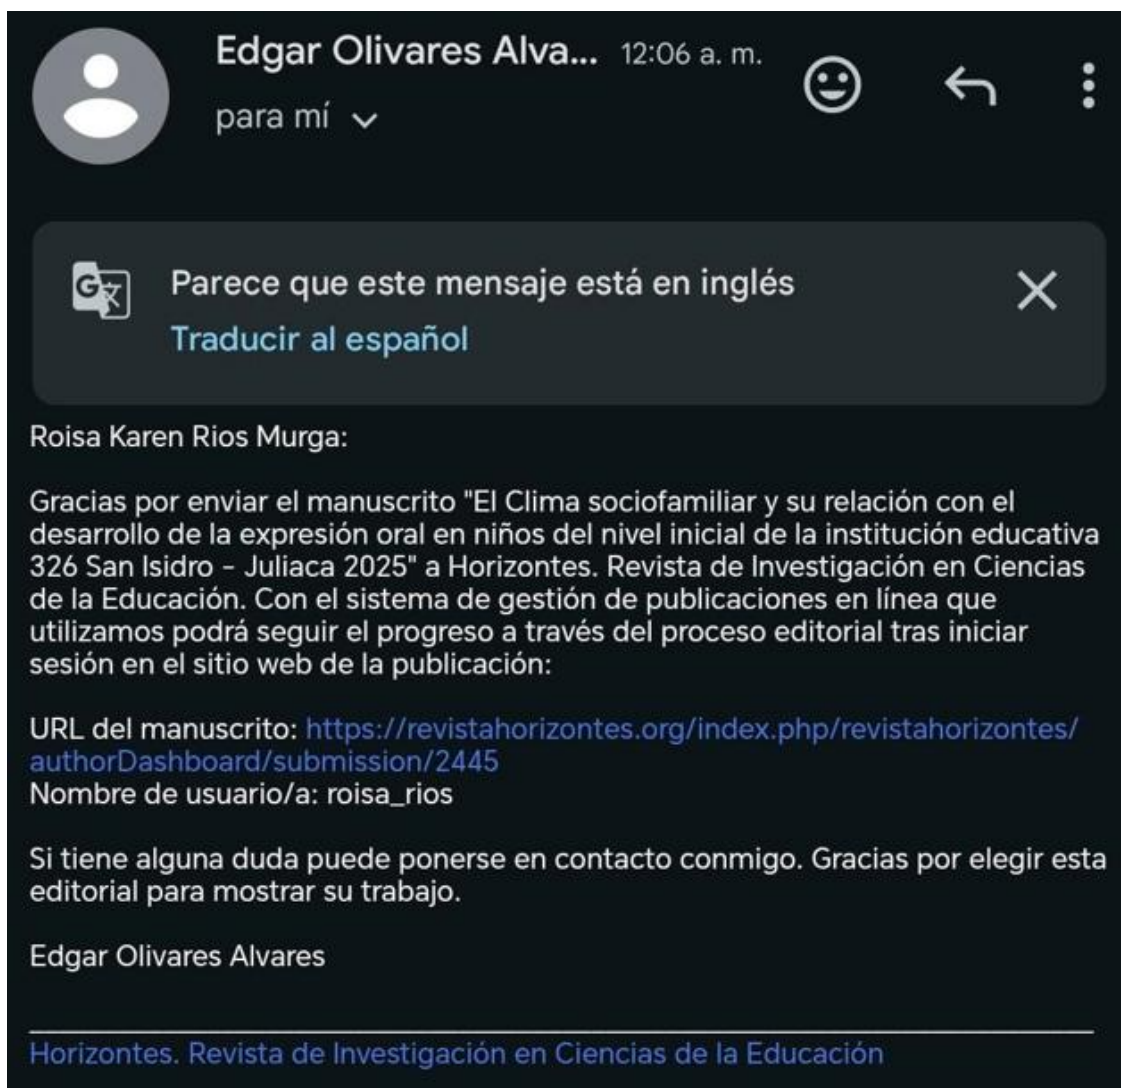 Edgar Olivares Alva... 12:06 a. m.
para mí
Parece que este mensaje está en inglés
Traducir al español
Roisa Karen Rios Murga:
Gracias por enviar el manuscrito "El Clima sociofamiliar y su relación con el
desarrollo de la expresión oral en niños del nivel inicial de la institución educativa
326 San Isidro – Juliaca 2025" a Horizontes. Revista de Investigación en Ciencias
de la Educación. Con el sistema de gestión de publicaciones en línea que
utilizamos podrá seguir el progreso a través del proceso editorial tras iniciar
sesión en el sitio web de la publicación:
URL del manuscrito: https://revistahorizontes.org/index.php/revistahorizontes/
authorDashboard/submission/2445
Nombre de usuario/a: roisa_rios
Si tiene alguna duda puede ponerse en contacto conmigo. Gracias por elegir esta
editorial para mostrar su trabajo.
Edgar Olivares Alvares
Horizontes. Revista de Investigación en Ciencias de la Educación